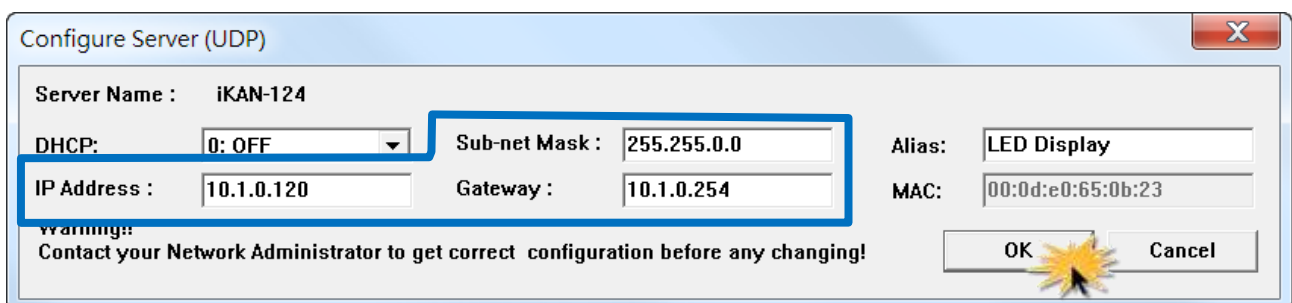 Configure Server (UDP)
X
Server Name : iKAN-124
DHCP: 0: OFF Sub-net Mask : 255.255.0.0 Alias: LED Display
IP Address : 10.1.0.120 Gateway : 10.1.0.254 MAC: 00:0d:e0:65:0b:23
Warning!!
Contact your Network Administrator to get correct configuration before any changing!
OK Cancel